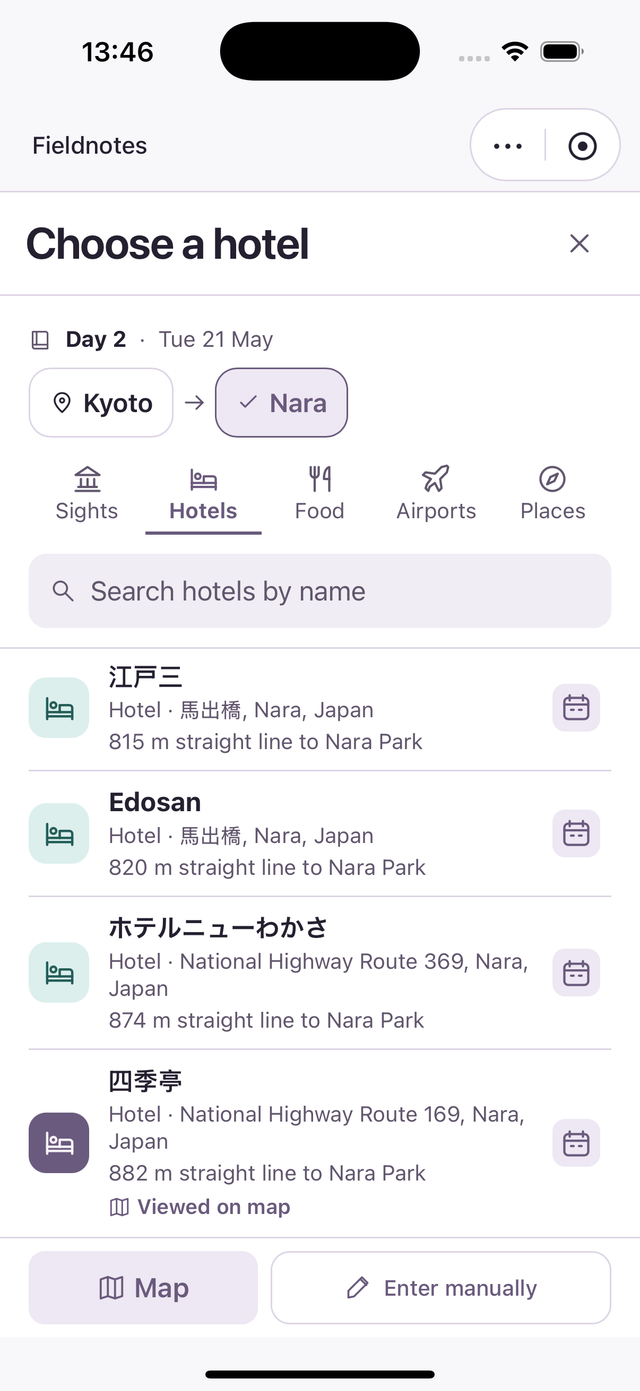 13:46
Fieldnotes
Choose a hotel
Day 2 · Tue 21 May
Kyoto → Nara
Sights Hotels Food Airports Places
Search hotels by name
江戸三
Hotel · 馬出橋, Nara, Japan
815 m straight line to Nara Park
Edosan
Hotel · 馬出橋, Nara, Japan
820 m straight line to Nara Park
ホテルニューわかさ
Hotel · National Highway Route 369, Nara,
Japan
874 m straight line to Nara Park
四季亭
Hotel · National Highway Route 169, Nara,
Japan
882 m straight line to Nara Park
Viewed on map
Map Enter manually